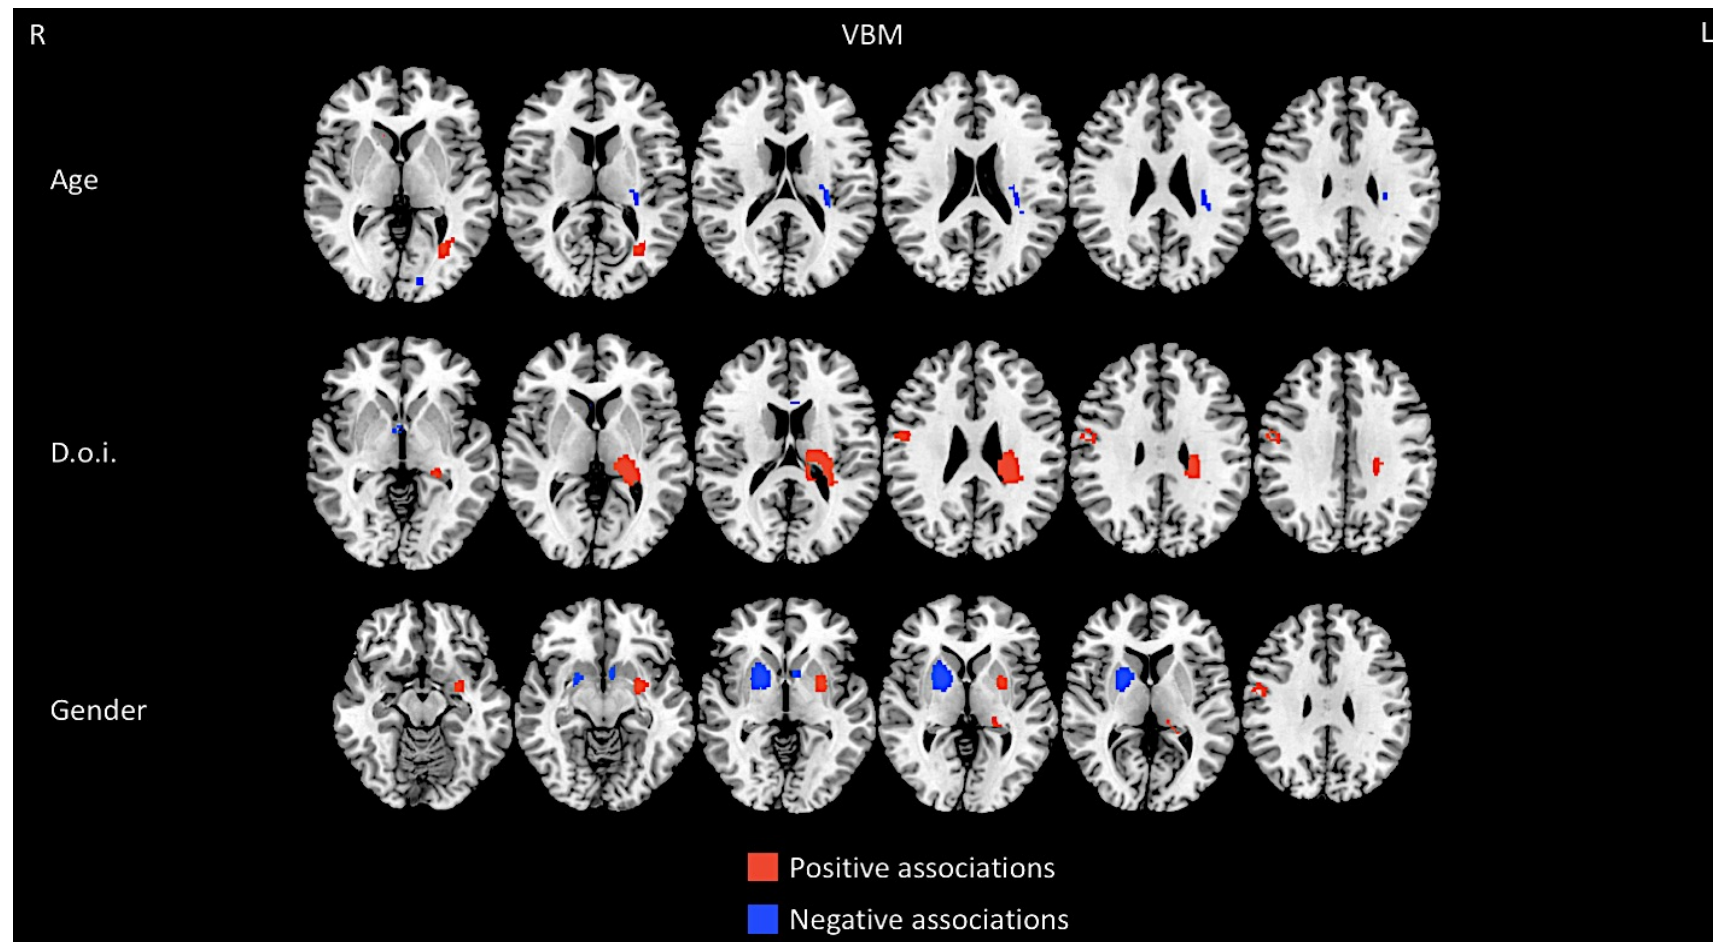 R VBM L
Age
D.o.i.
Gender
Positive associations
Negative associations